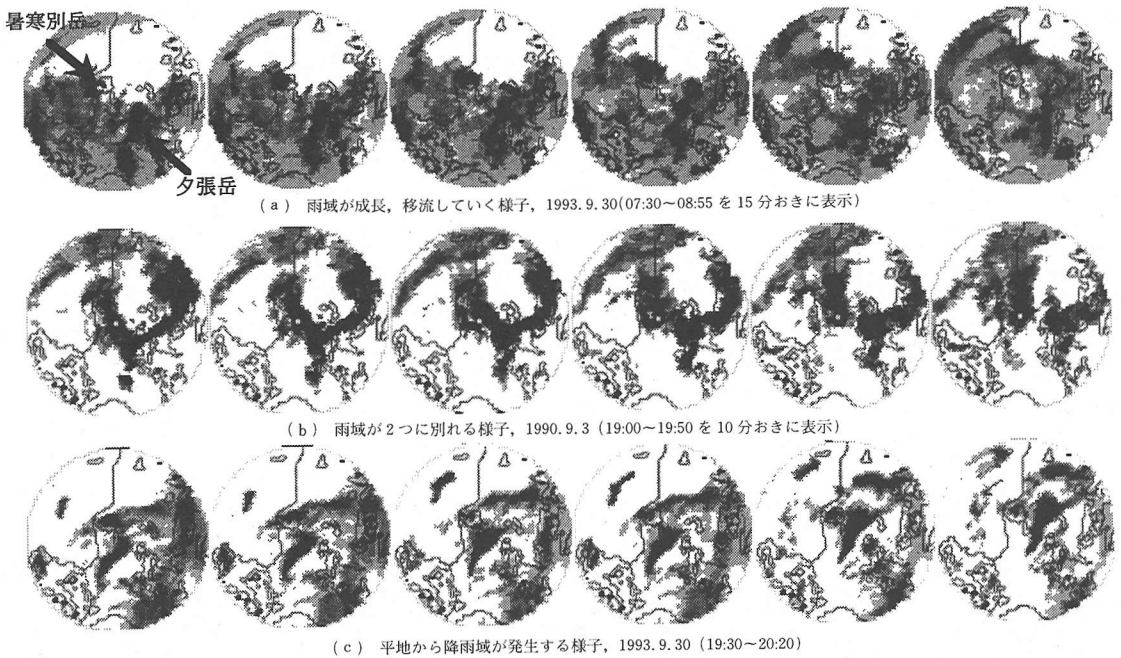 暑寒別岳
夕張岳
(a) 雨域が成長，移流していく様子，1993.9.30(07:30〜08:55 を 15 分おきに表示)
(b) 雨域が 2 つに別れる様子，1990.9.3 (19:00〜19:50 を 10 分おきに表示)
(c) 平地から降雨域が発生する様子，1993.9.30 (19:30〜20:20)